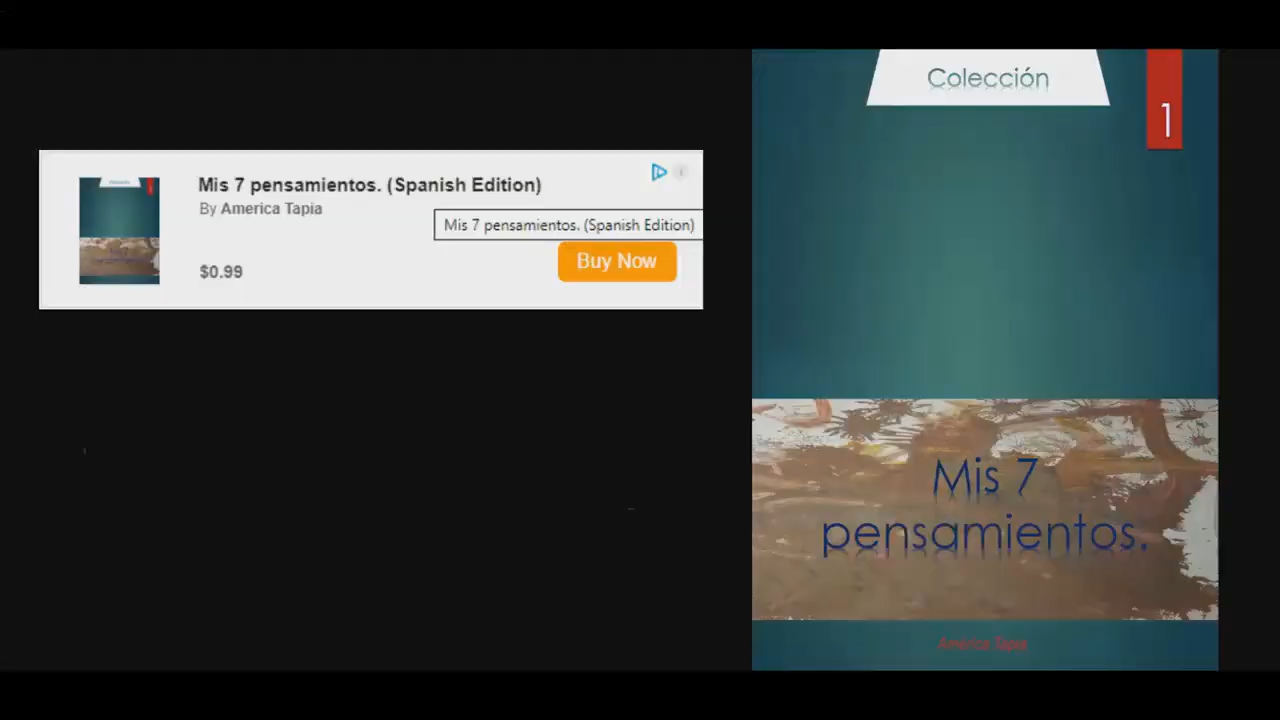 Mis 7 pensamientos. (Spanish Edition)
By America Tapia
Mis 7 pensamientos. (Spanish Edition)
$0.99
Buy Now
Colección
1
Mis 7
pensamientos.
América Tapia